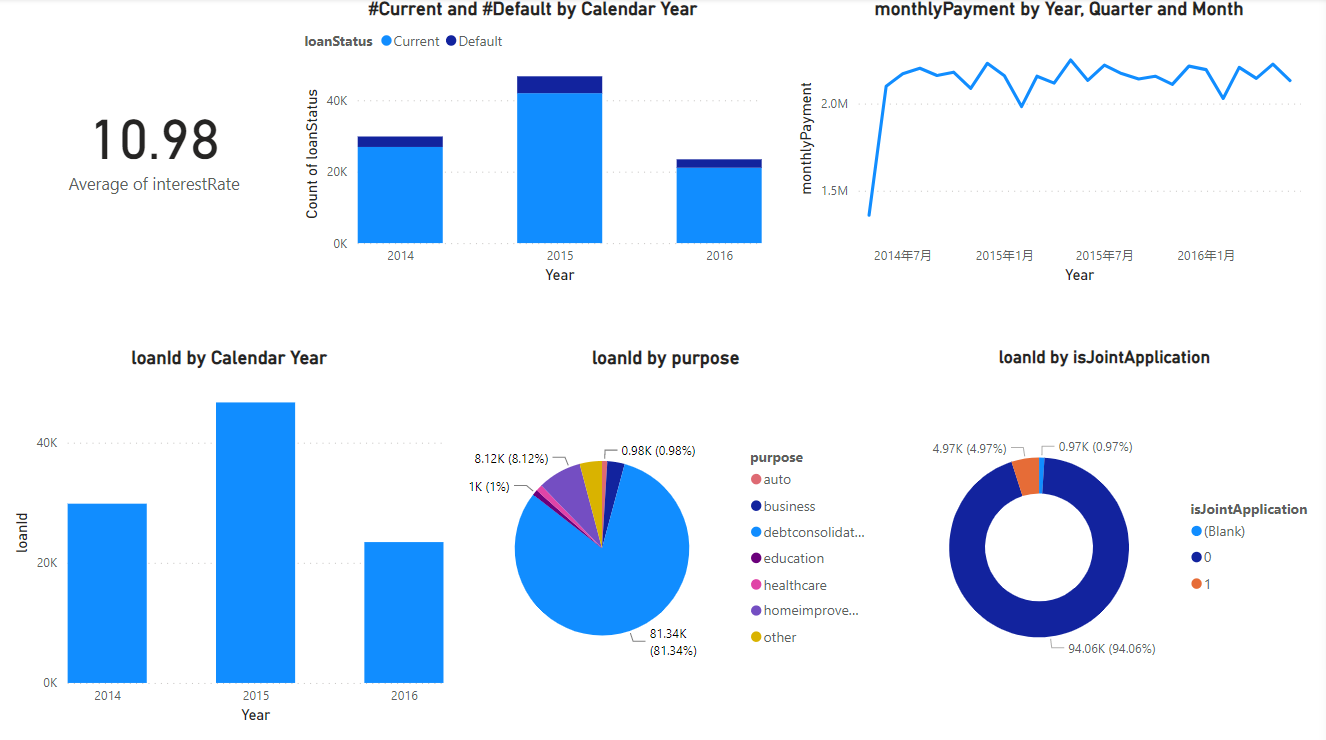 #Current and #Default by Calendar Year
loanStatus Current Default
Count of loanStatus
40K
20K
0K
2014 2015 2016
Year
10.98
Average of interestRate
monthlyPayment by Year, Quarter and Month
monthlyPayment
2.0M
1.5M
2014年7月 2015年1月 2015年7月 2016年1月
Year
loanId by Calendar Year
loanId
40K
20K
0K
2014 2015 2016
Year
loanId by purpose
0.98K (0.98%)
8.12K (8.12%)
1K (1%)
81.34K
(81.34%)
purpose
auto
business
debtconsolidat...
education
healthcare
homeimprove...
other
loanId by isJointApplication
4.97K (4.97%)
0.97K (0.97%)
94.06K (94.06%)
isJointApplication
(Blank)
0
1